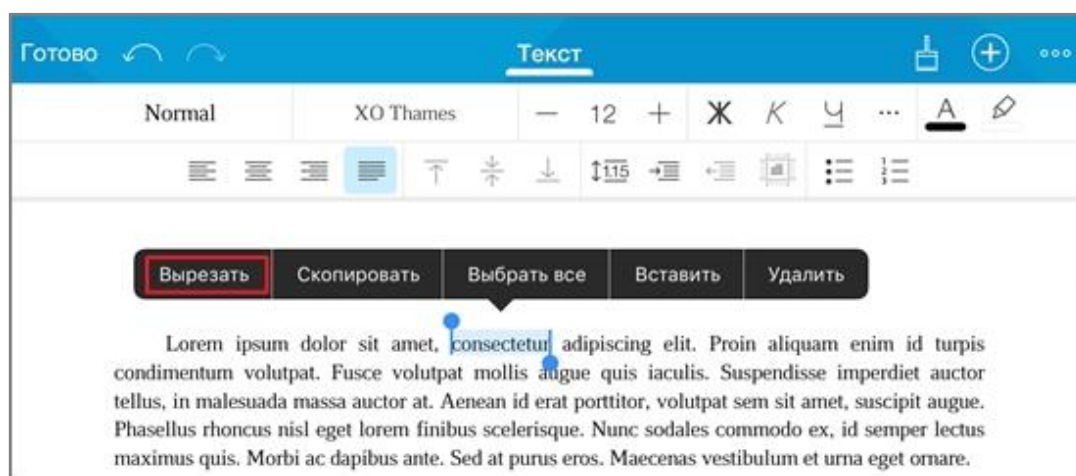 Готово Текст
Normal XO Thames — 12 + Ж К Ч ... А
1.15
Вырезать Скопировать Выбрать все Вставить Удалить
Lorem ipsum dolor sit amet, consectetur adipiscing elit. Proin aliquam enim id turpis
condimentum volutpat. Fusce volutpat mollis augue quis iaculis. Suspendisse imperdiet auctor
tellus, in malesuada massa auctor at. Aenean id erat porttitor, volutpat sem sit amet, suscipit augue.
Phasellus rhoncus nisl eget lorem finibus scelerisque. Nunc sodales commodo ex, id semper lectus
maximus quis. Morbi ac dapibus ante. Sed at purus eros. Maecenas vestibulum et urna eget ornare.